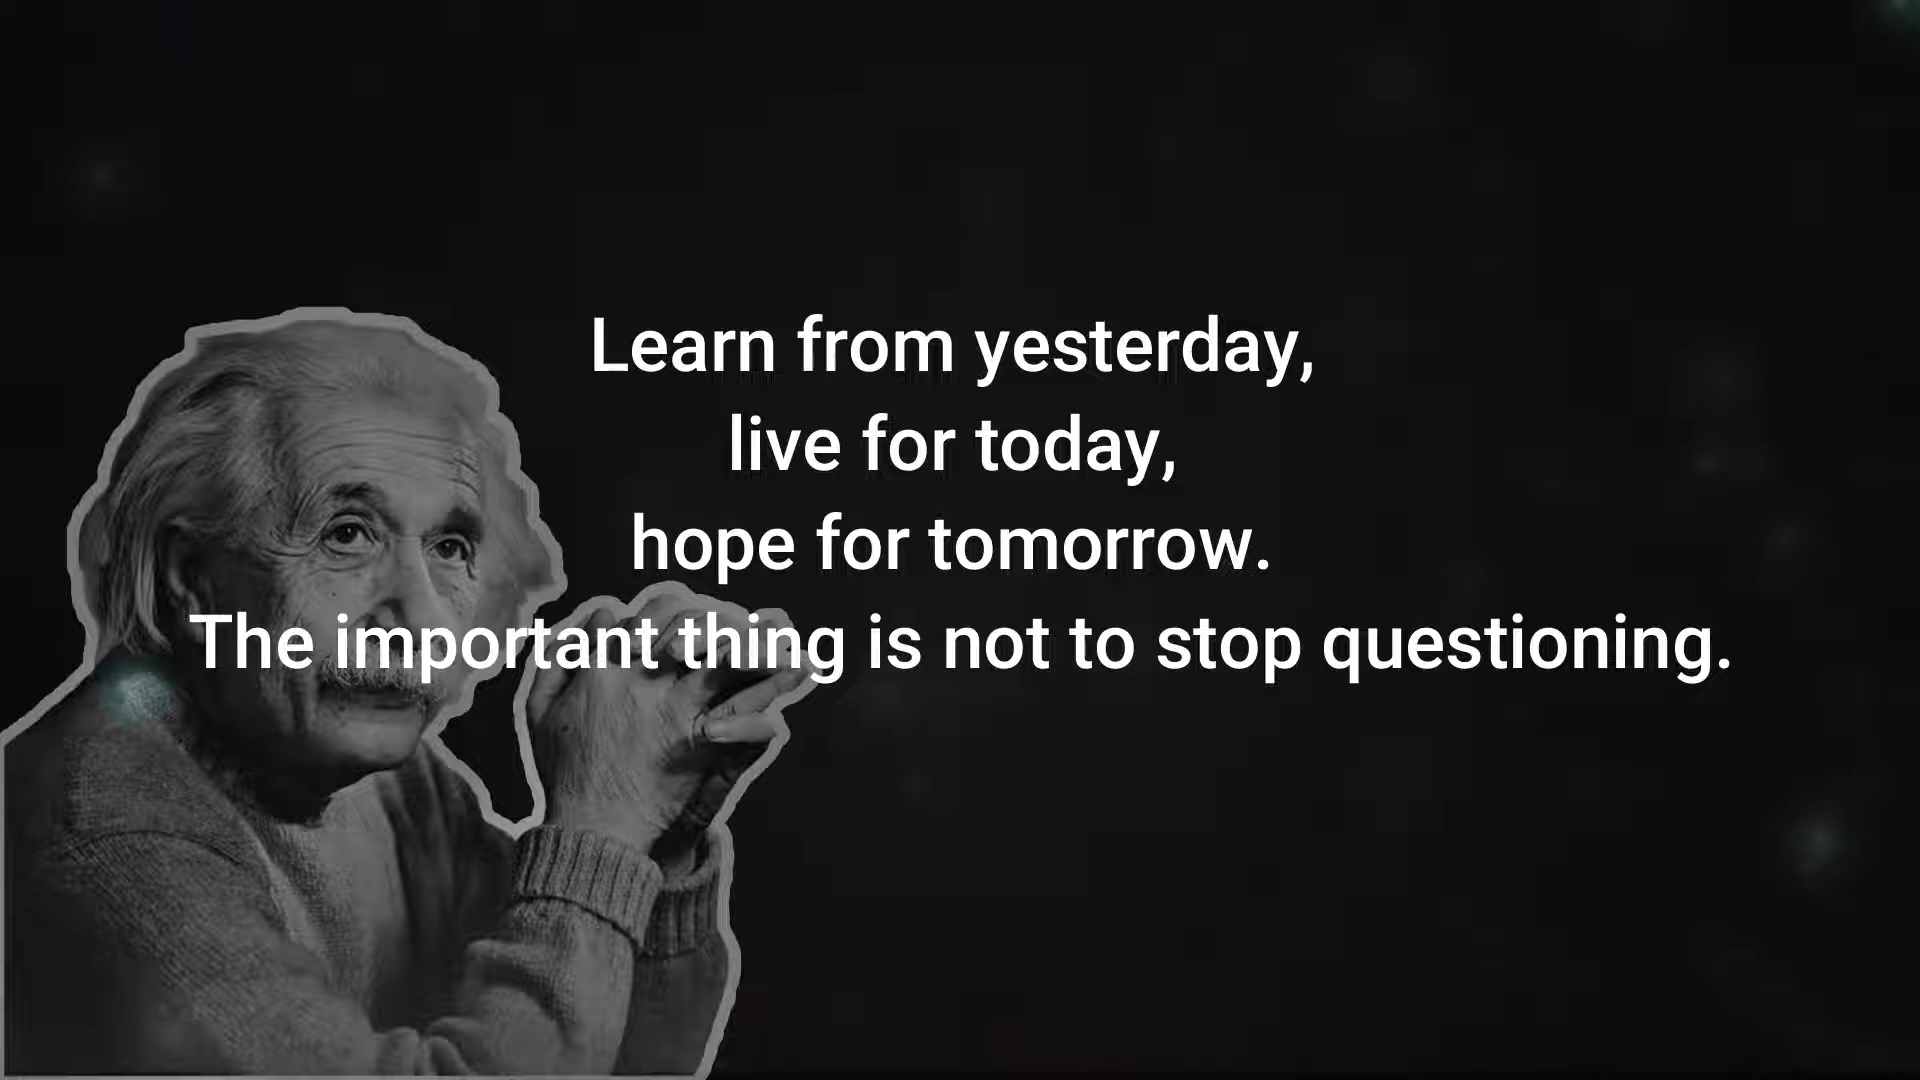 Learn from yesterday,
live for today,
hope for tomorrow.
The important thing is not to stop questioning.